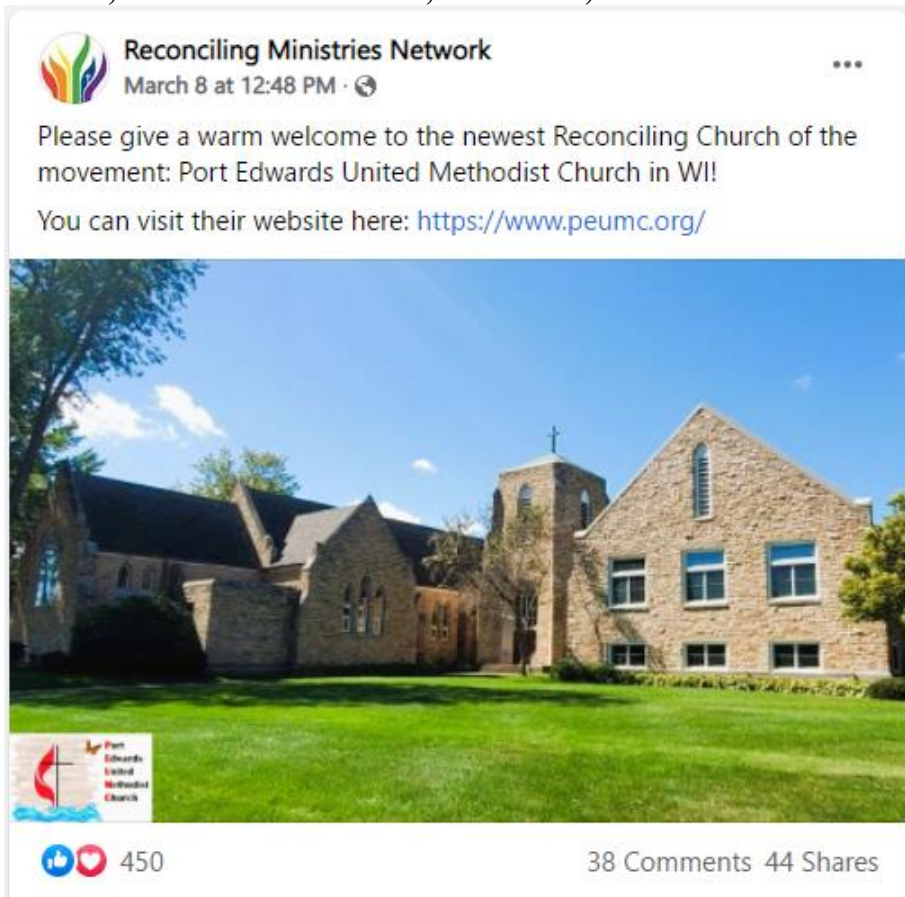 Reconciling Ministries Network
March 8 at 12:48 PM ·
Please give a warm welcome to the newest Reconciling Church of the
movement: Port Edwards United Methodist Church in WI!
You can visit their website here: https://www.peumc.org/
Port
Edwards
United
Methodist
Church
450
38 Comments 44 Shares